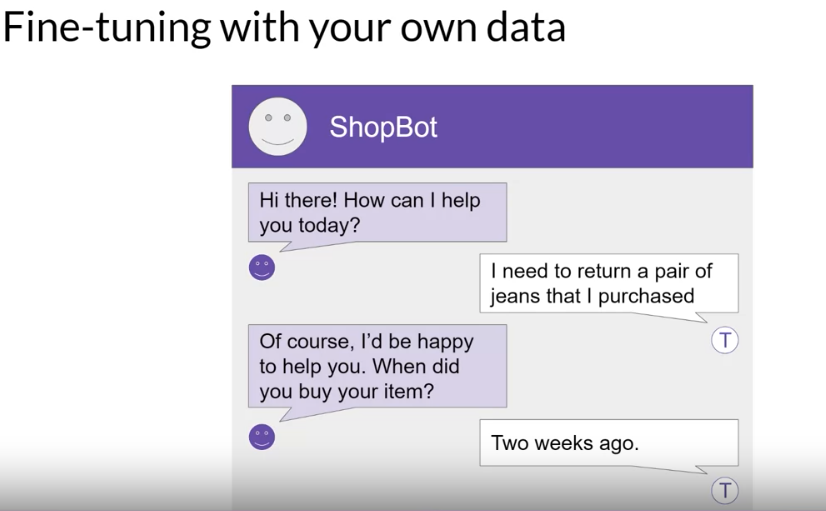 Fine-tuning with your own data
ShopBot
Hi there! How can I help
you today?
I need to return a pair of
jeans that I purchased
T
Of course, I’d be happy
to help you. When did
you buy your item?
Two weeks ago.
T